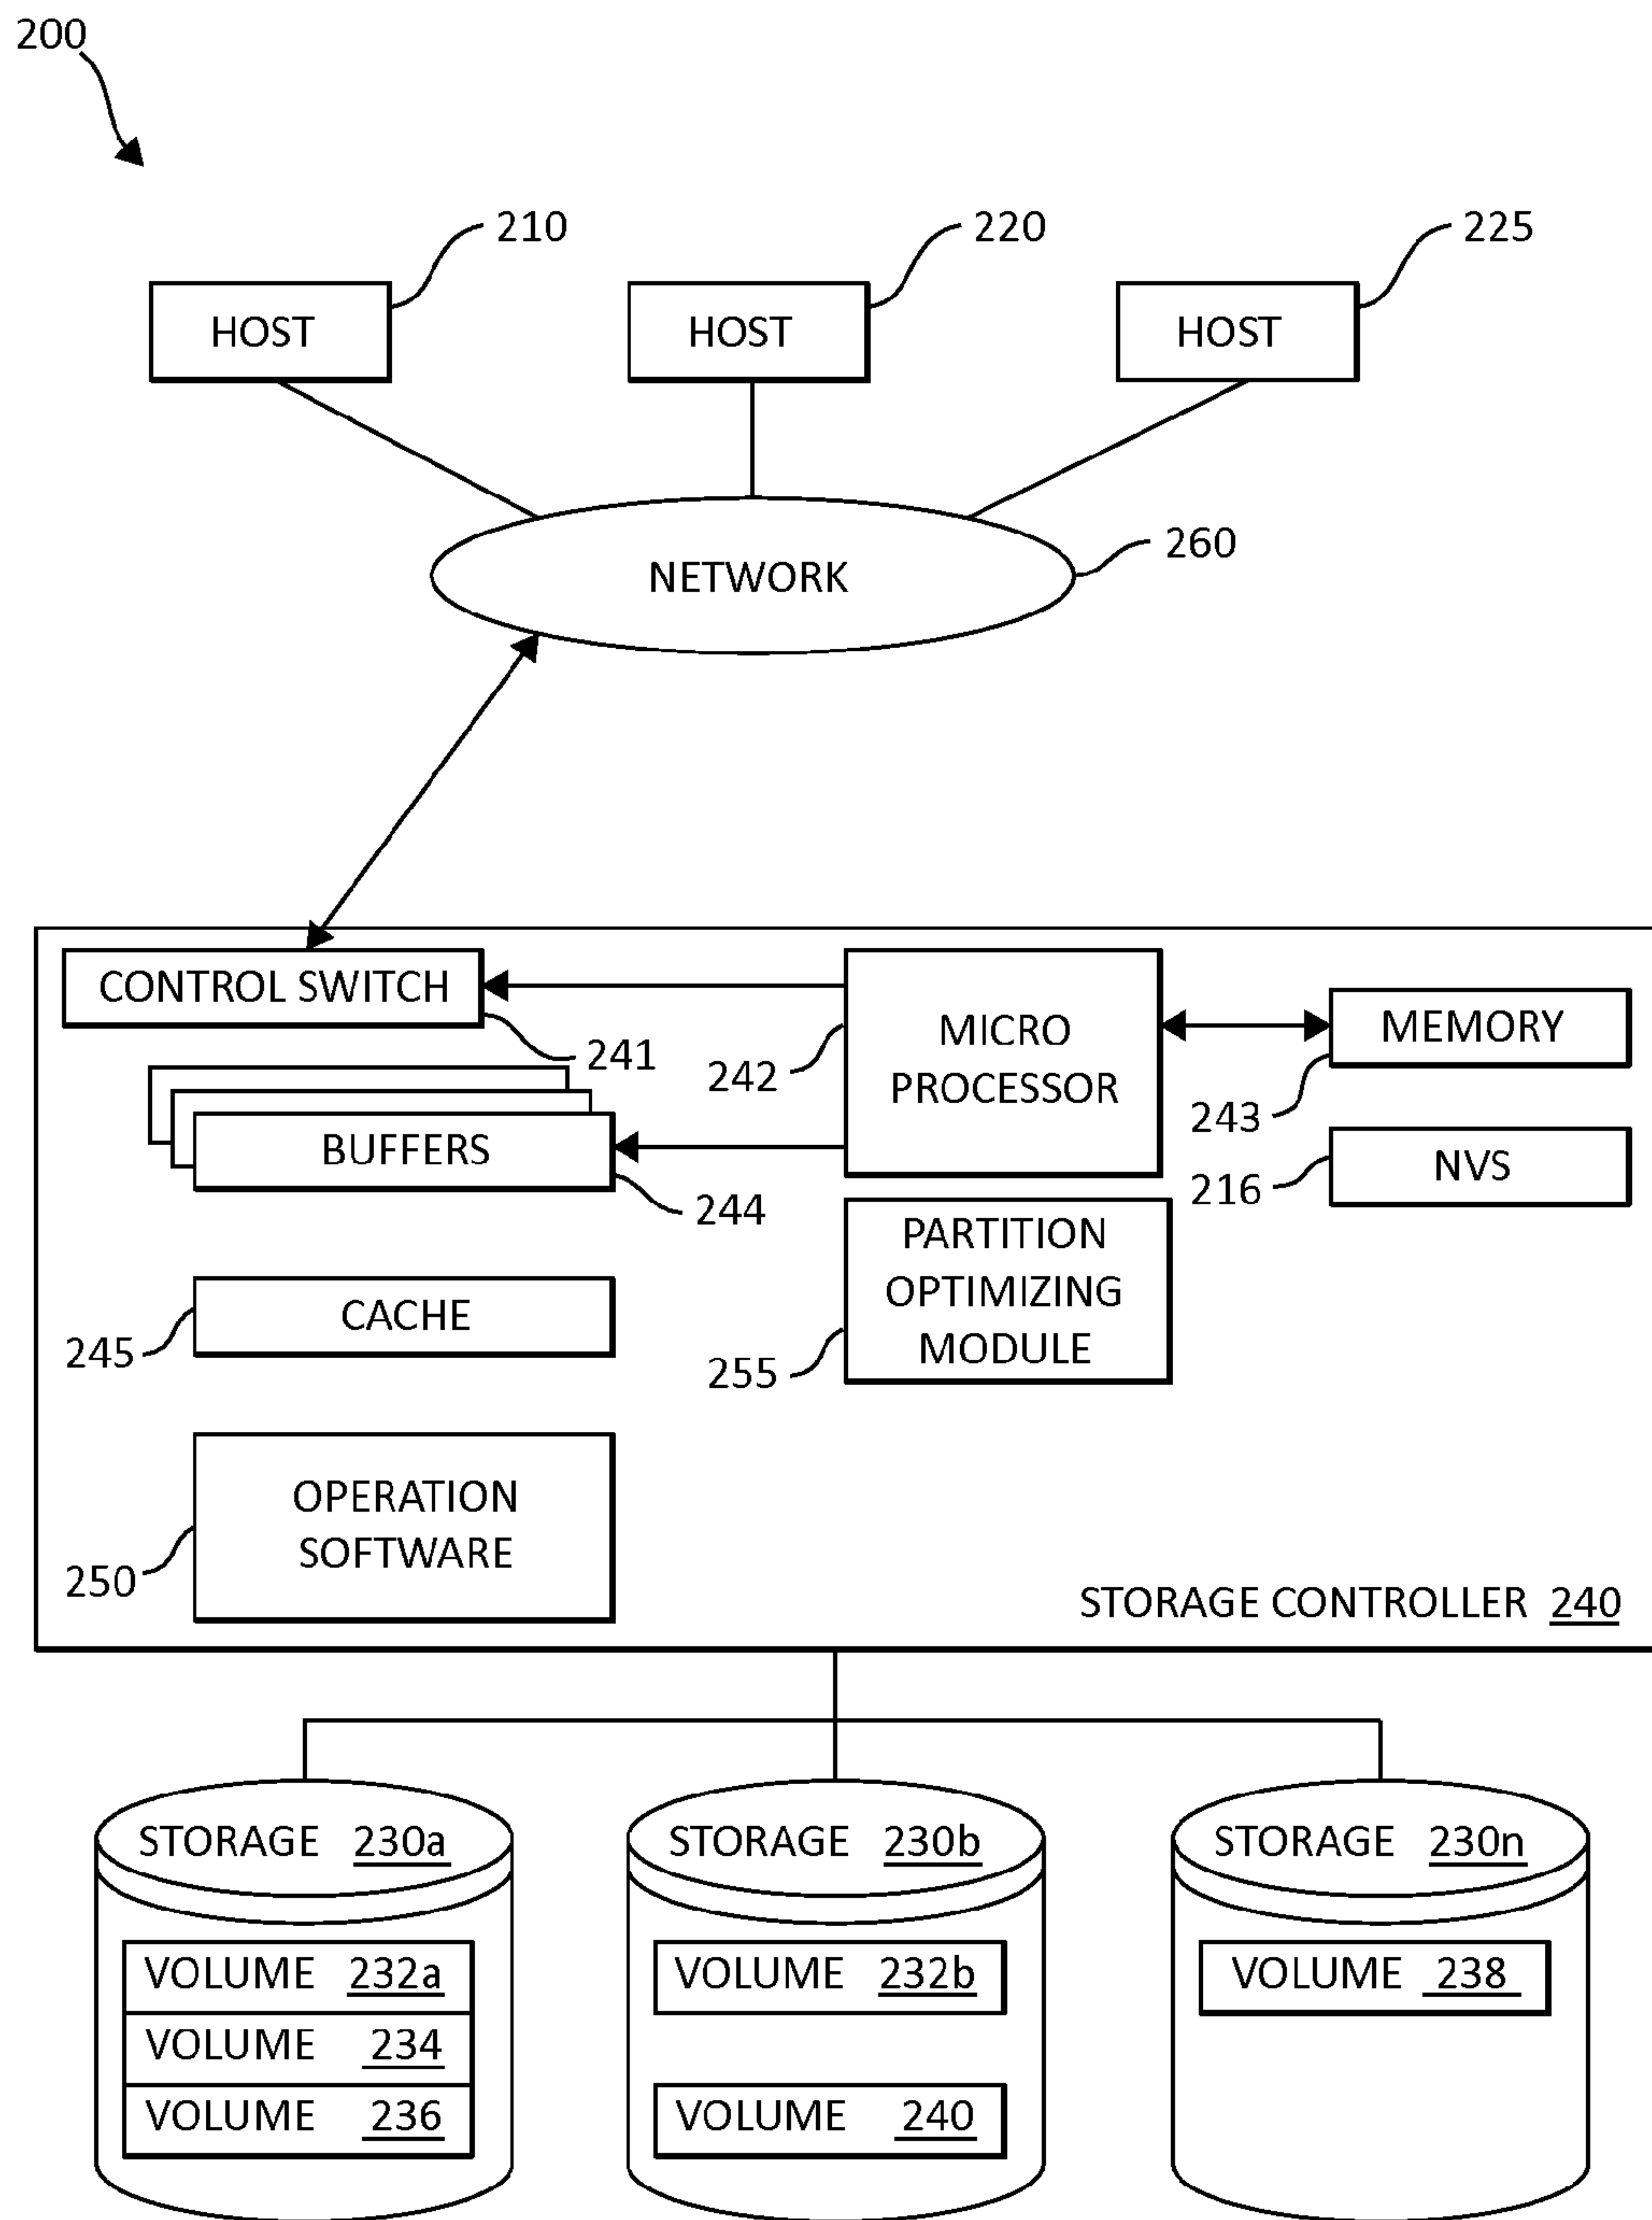 200
210
220
225
HOST
HOST
HOST
260
NETWORK
CONTROL SWITCH
241
MICRO
PROCESSOR
242
MEMORY
243
BUFFERS
244
NVS
216
PARTITION
OPTIMIZING
MODULE
255
CACHE
245
OPERATION
SOFTWARE
250
STORAGE CONTROLLER 240
STORAGE 230a
STORAGE 230b
STORAGE 230n
VOLUME 232a
VOLUME 234
VOLUME 236
VOLUME 232b
VOLUME 240
VOLUME 238